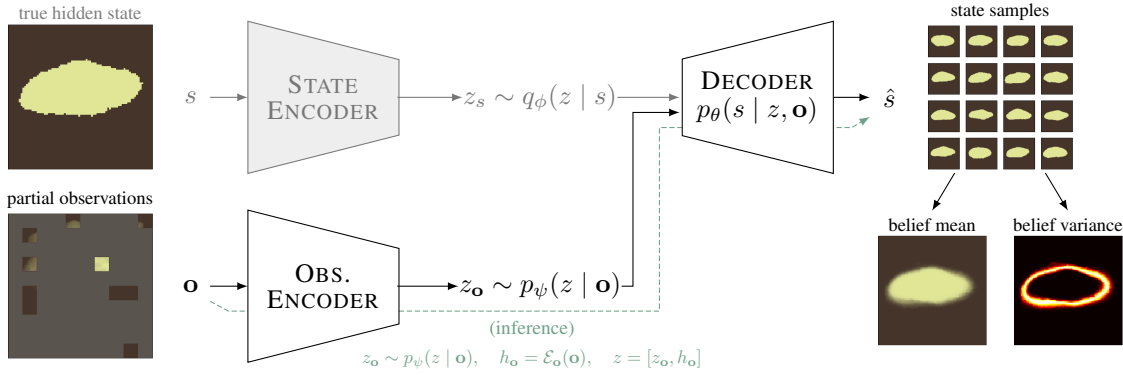 true hidden state
s
STATE
ENCODER
z_s ∼ q_ϕ(z | s)
DECODER
p_θ(s | z, o)
ŝ
state samples
partial observations
o
OBS.
ENCODER
z_o ∼ p_ψ(z | o)
belief mean
belief variance
(inference)
z_o ∼ p_ψ(z | o), h_o = ℰ_o(o), z = [z_o, h_o]